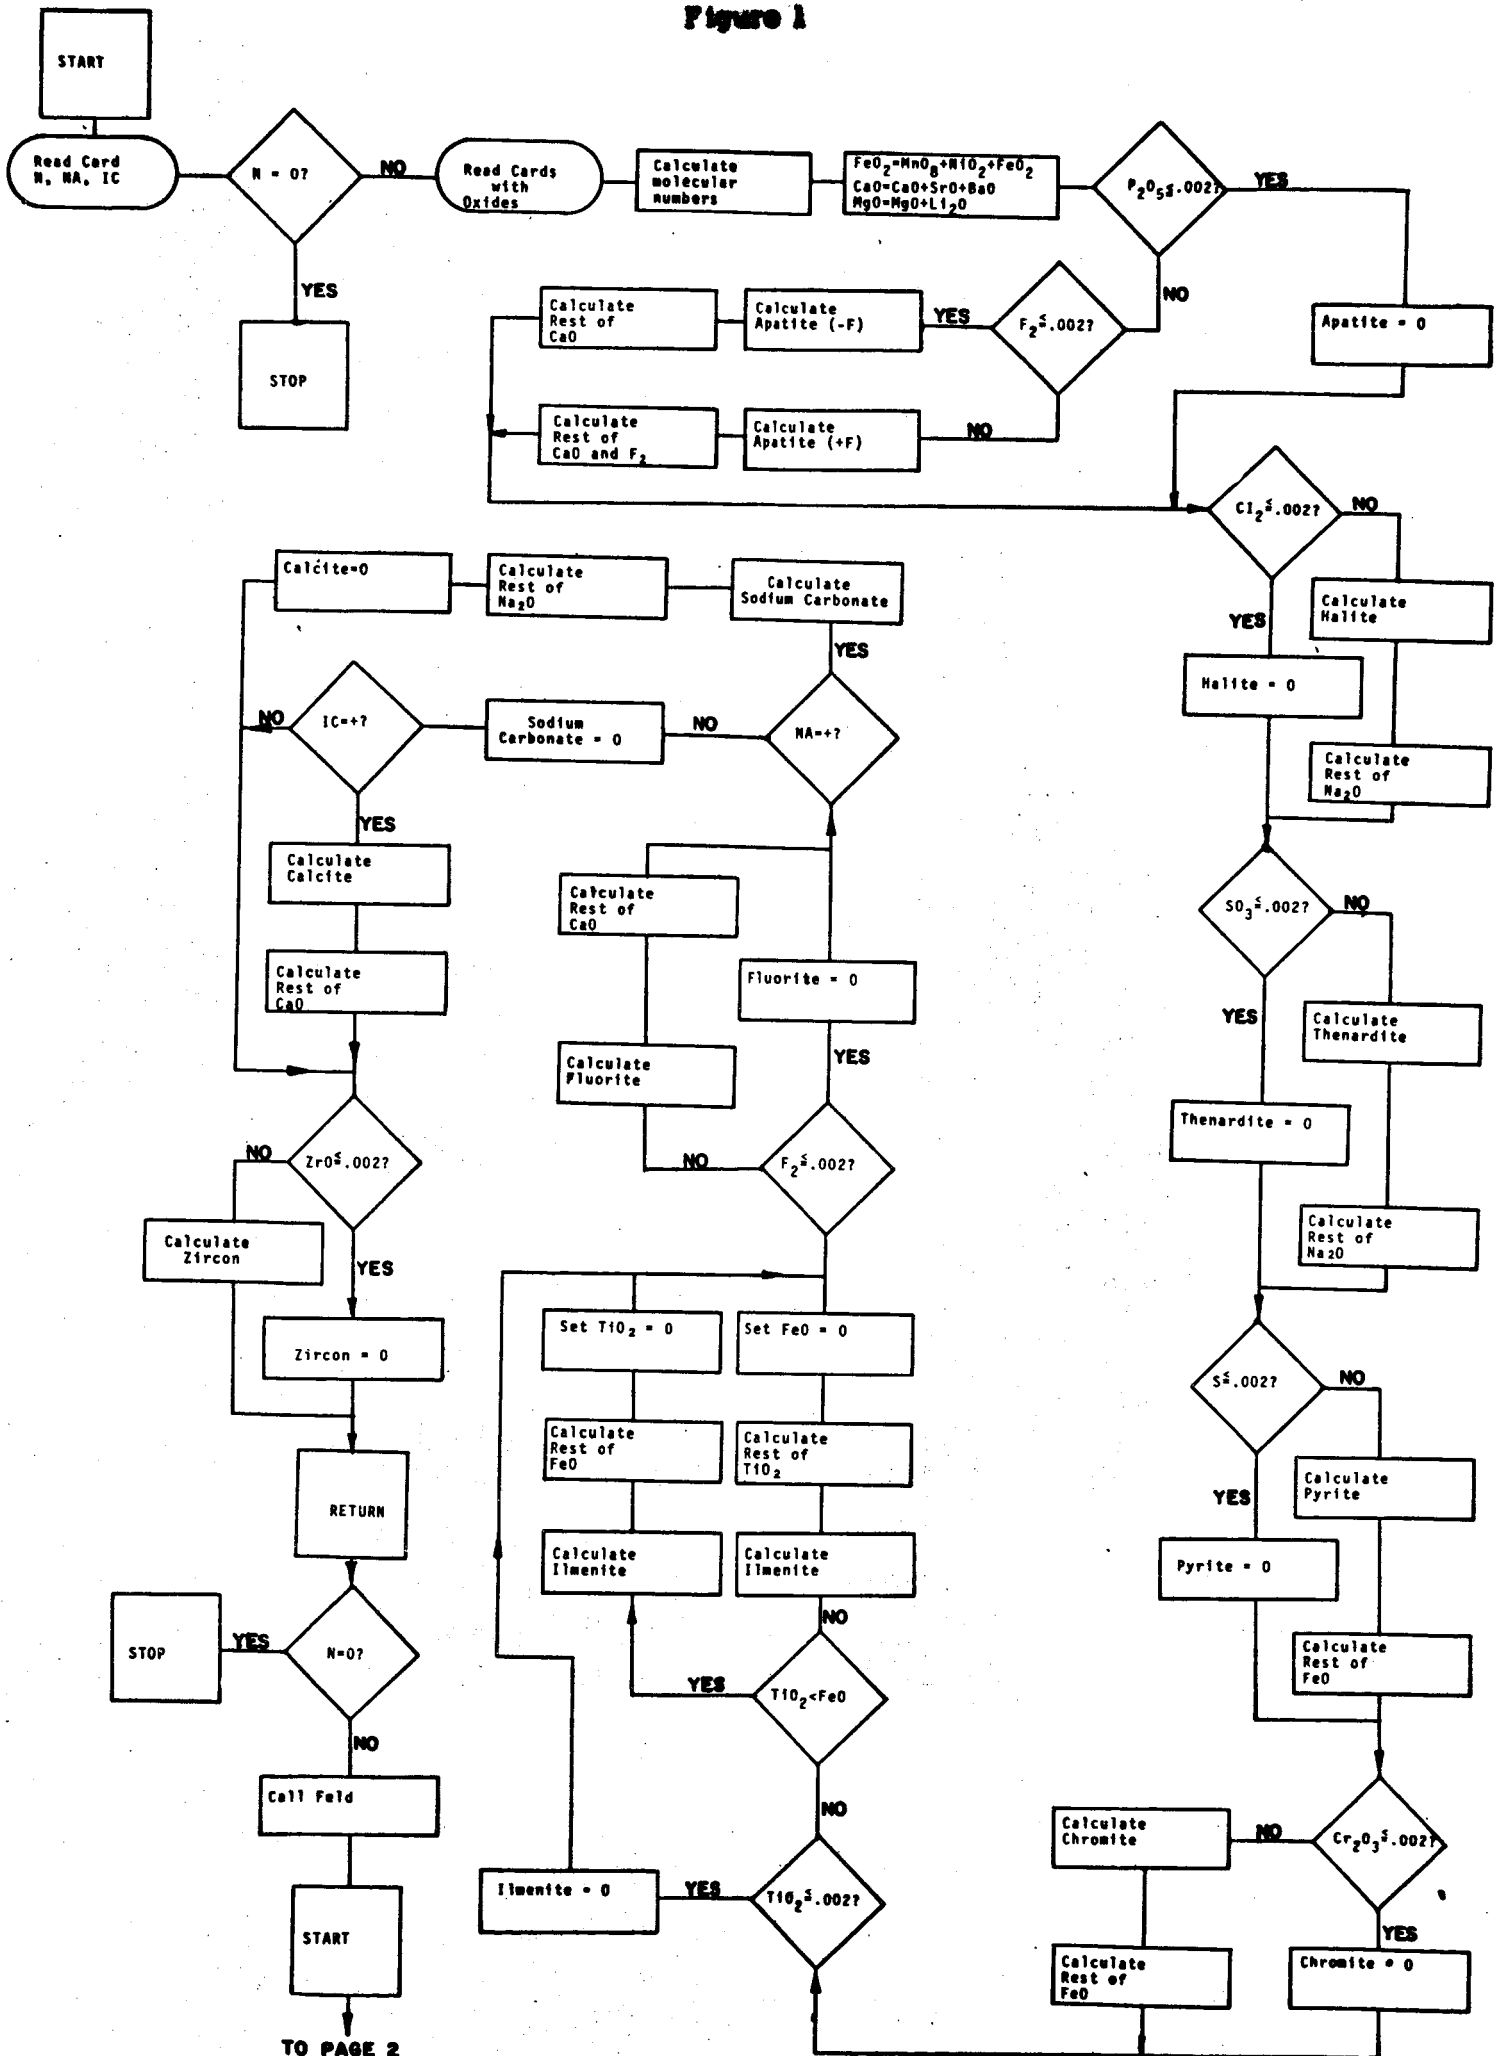 Figure 1
START
Read Card
N, NA, IC
N = 0?
NO
YES
STOP
Read Cards
with
Oxides
Calculate
molecular
numbers
FeO2=MnO8+NiO2+FeO2
CaO=CaO+SrO+BaO
MgO=MgO+Li2O
P2O5≤.002?
YES
NO
Apatite = 0
F2≤.002?
YES
Calculate
Apatite (-F)
Calculate
Rest of
CaO
NO
Calculate
Apatite (+F)
Calculate
Rest of
CaO and F2
Cl2≤.002?
NO
Calculate
Halite
YES
Halite = 0
Calculate
Rest of
Na2O
SO3≤.002?
NO
Calculate
Thenardite
YES
Thenardite = 0
Calculate
Rest of
Na2O
S≤.002?
NO
Calculate
Pyrite
YES
Pyrite = 0
Calculate
Rest of
FeO
Cr2O3≤.002?
NO
Calculate
Chromite
Calculate
Rest of
FeO
YES
Chromite = 0
TiO2≤.002?
YES
Ilmenite = 0
NO
TiO2<FeO
YES
Calculate
Ilmenite
Calculate
Rest of
FeO
Set TiO2 = 0
NO
Calculate
Ilmenite
Calculate
Rest of
TiO2
Set FeO = 0
F2≤.002?
NO
Calculate
Fluorite
Calculate
Rest of
CaO
YES
Fluorite = 0
NA=+?
YES
Calculate
Sodium Carbonate
Calculate
Rest of
Na2O
Calcite=0
NO
Sodium
Carbonate = 0
IC=+?
NO
YES
Calculate
Calcite
Calculate
Rest of
CaO
ZrO≤.002?
NO
Calculate
Zircon
YES
Zircon = 0
RETURN
N=0?
YES
STOP
NO
Call Feld
START
TO PAGE 2